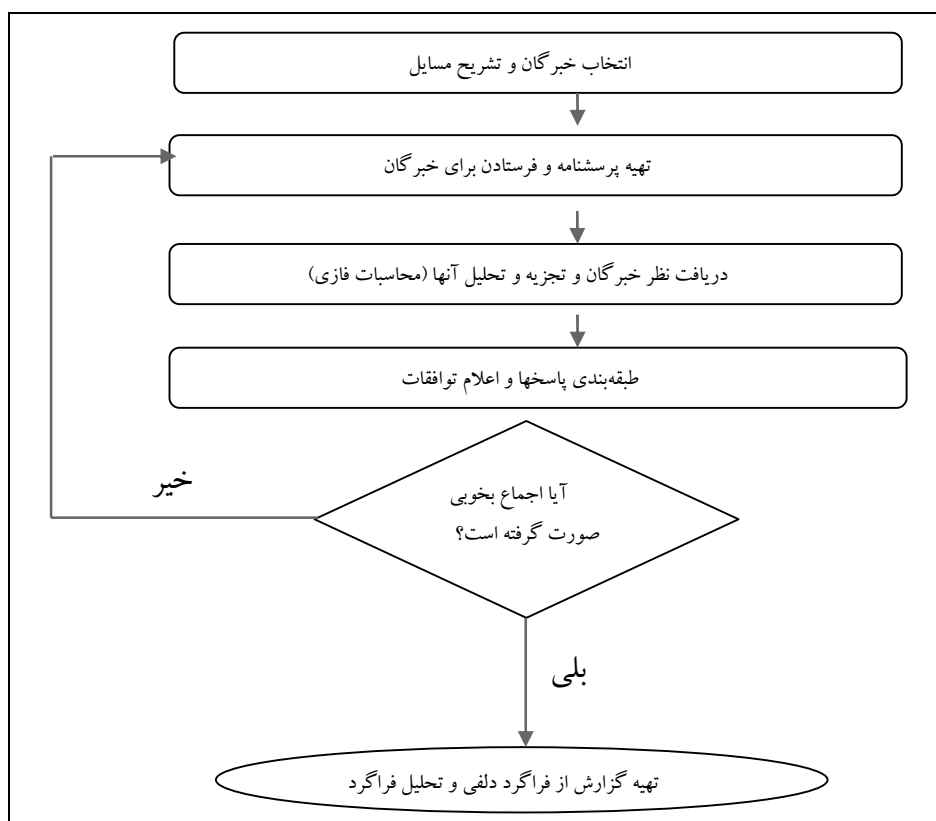 انتخاب خبرگان و تشریح مسایل
تهیه پرسشنامه و فرستادن برای خبرگان
دریافت نظر خبرگان و تجزیه و تحلیل آنها (محاسبات فازی)
طبقه‌بندی پاسخها و اعلام توافقات
آیا اجماع بخوبی
صورت گرفته است؟
خیر
بلی
تهیه گزارش از فراگرد دلفی و تحلیل فراگرد